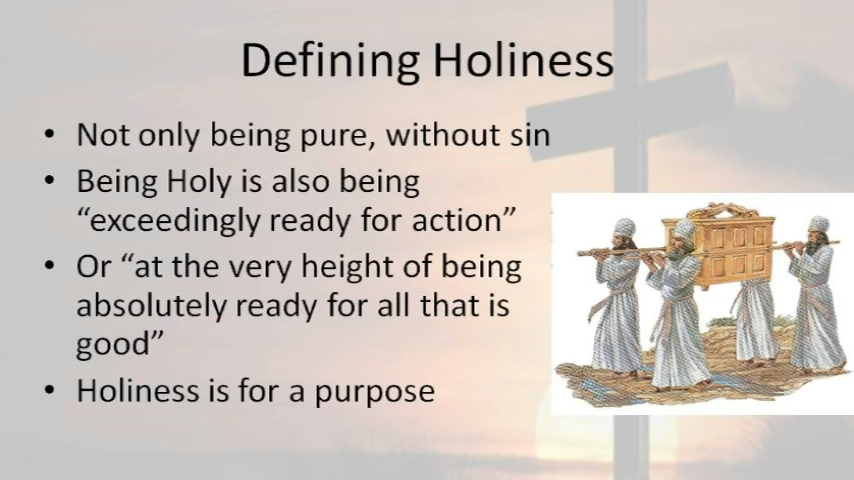 Defining Holiness
• Not only being pure, without sin
• Being Holy is also being
“exceedingly ready for action”
• Or “at the very height of being
absolutely ready for all that is
good”
• Holiness is for a purpose